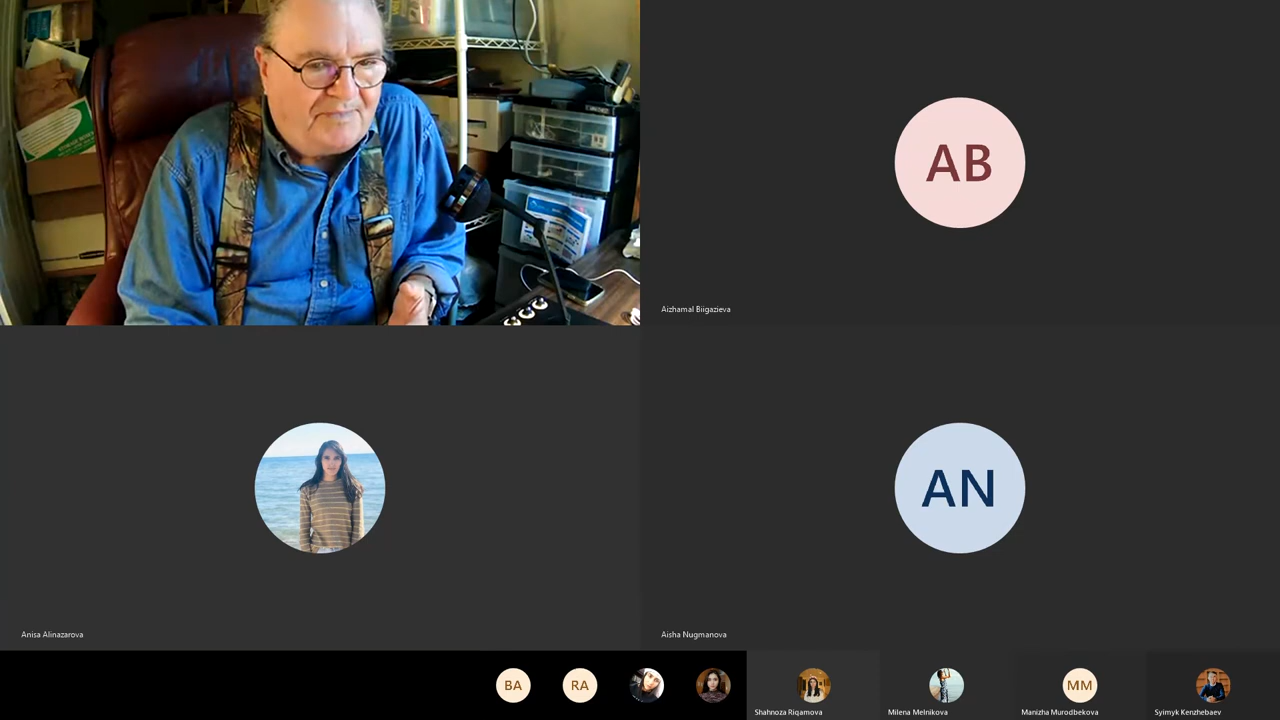 AB
Aizhamal Biigazieva
AN
Anisa Alinazarova
Aisha Nugmanova
BA
RA
MM
Shahnoza Riqamova
Milena Melnikova
Manizha Murodbekova
Syimyk Kenzhebaev